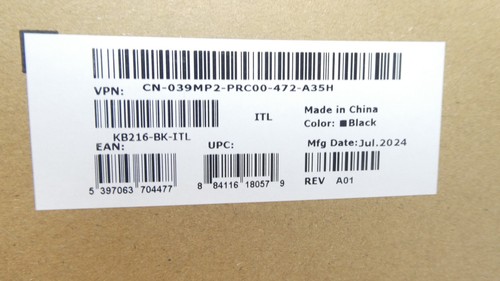 VPN: CN-039MP2-PRC00-472-A35H
KB216-BK-ITL
ITL
Made in China
Color: Black
EAN:
5 397063 704477
UPC:
8 84116 18057 9
Mfg Date: Jul.2024
REV A01